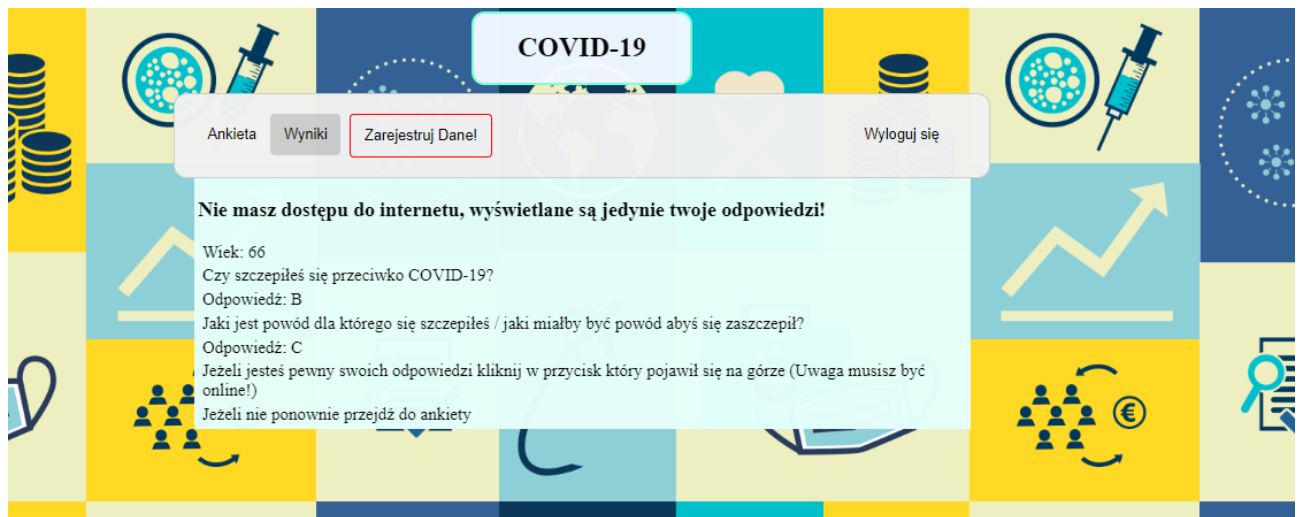 COVID-19
Ankieta Wyniki Zarejestruj Dane! Wyloguj się
Nie masz dostępu do internetu, wyświetlane są jedynie twoje odpowiedzi!
Wiek: 66
Czy szczepiłeś się przeciwko COVID-19?
Odpowiedź: B
Jaki jest powód dla którego się szczepiłeś / jaki miałby być powód abyś się zaszczepił?
Odpowiedź: C
Jeżeli jesteś pewny swoich odpowiedzi kliknij w przycisk który pojawił się na górze (Uwaga musisz być
online!)
Jeżeli nie ponownie przejdź do ankiety